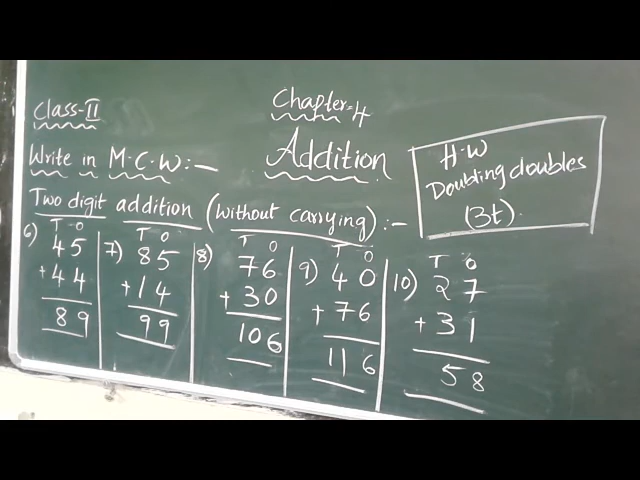 Class-II
Chapter-4
Write in M.C.W:-
Addition
H.W
Doubling doubles
(3t).
Two digit addition (without carrying):-
6) T O
45
+44
89
7) T O
85
+14
99
8) T O
76
+30
106
9) T O
40
+76
116
10) T O
27
+31
58